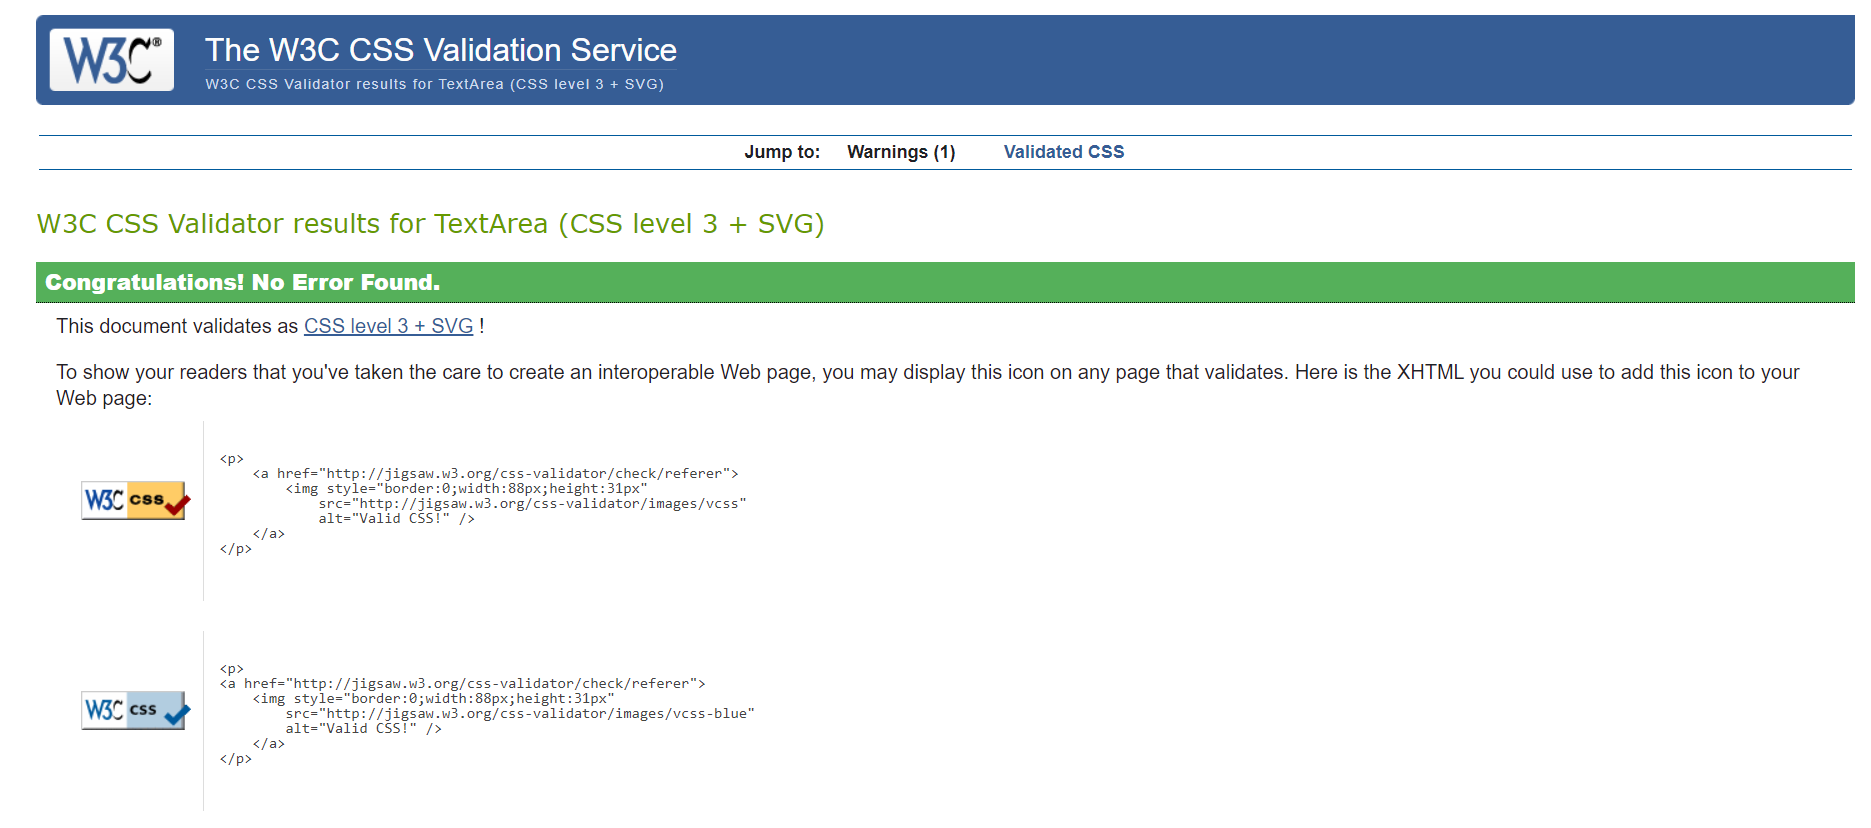 W3C®
The W3C CSS Validation Service
W3C CSS Validator results for TextArea (CSS level 3 + SVG)
Jump to: Warnings (1) Validated CSS
W3C CSS Validator results for TextArea (CSS level 3 + SVG)
Congratulations! No Error Found.
This document validates as CSS level 3 + SVG !
To show your readers that you've taken the care to create an interoperable Web page, you may display this icon on any page that validates. Here is the XHTML you could use to add this icon to your
Web page:
W3C css
<p>
    <a href="http://jigsaw.w3.org/css-validator/check/referer">
        <img style="border:0;width:88px;height:31px"
            src="http://jigsaw.w3.org/css-validator/images/vcss"
            alt="Valid CSS!" />
    </a>
</p>
W3C css
<p>
<a href="http://jigsaw.w3.org/css-validator/check/referer">
    <img style="border:0;width:88px;height:31px"
        src="http://jigsaw.w3.org/css-validator/images/vcss-blue"
        alt="Valid CSS!" />
    </a>
</p>